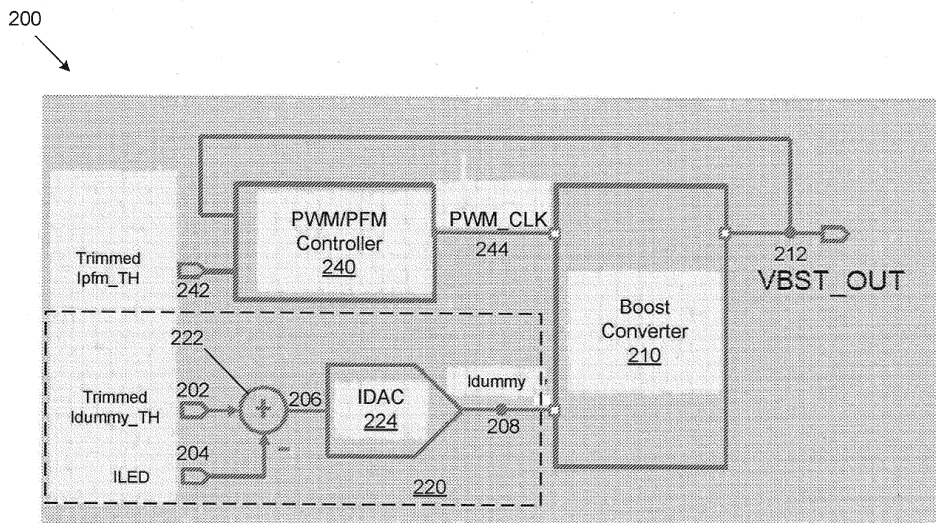 200
PWM/PFM
Controller
240
PWM_CLK
244
Trimmed
Ipfm_TH
242
212
VBST_OUT
Boost
Converter
210
222
Trimmed
Idummy_TH
202
206
IDAC
224
Idummy
208
204
ILED
+
−
220